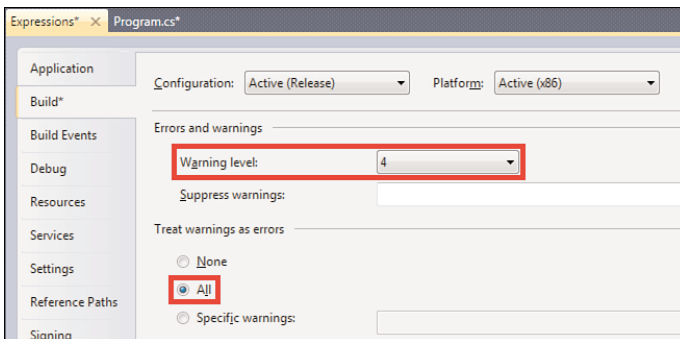 Expressions* Program.cs*
Application
Configuration: Active (Release) Platform: Active (x86)
Build*
Build Events
Errors and warnings
Debug
Warning level: 4
Resources
Suppress warnings:
Services
Treat warnings as errors
Settings
None
Reference Paths
All
Signing
Specific warnings: